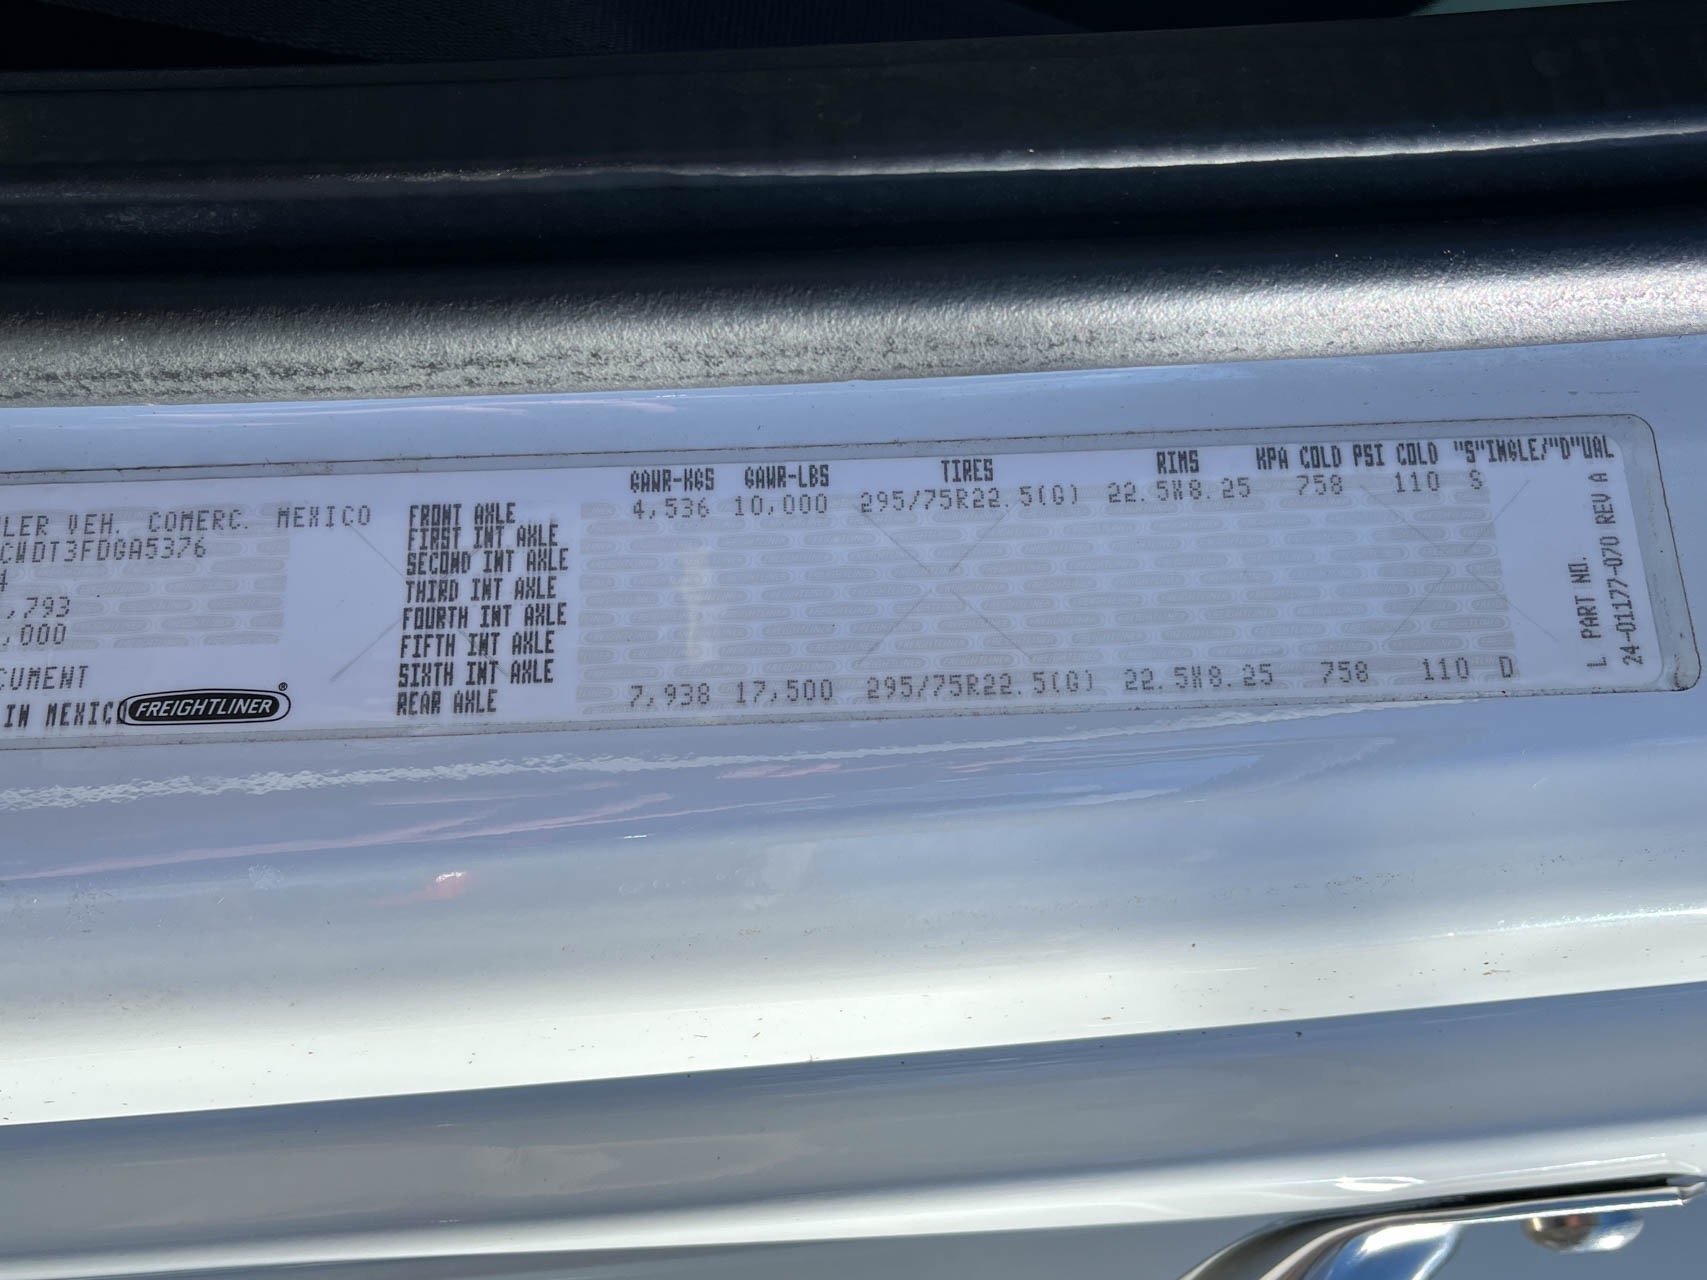 LER VEH. COMERC. MEXICO
CWDT3FDGA5376
4
,793
,000
CUMENT
IN MEXICO
FREIGHTLINER®
GAWR-KGS GAWR-LBS TIRES RIMS KPA COLD PSI COLD "S"INGLE/"D"UAL
FRONT AXLE 4,536 10,000 295/75R22.5(G) 22.5X8.25 758 110 S
FIRST INT AXLE
SECOND INT AXLE
THIRD INT AXLE
FOURTH INT AXLE
FIFTH INT AXLE
SIXTH INT AXLE
REAR AXLE 7,938 17,500 295/75R22.5(G) 22.5X8.25 758 110 D
L PART NO.
24-01177-070 REV A